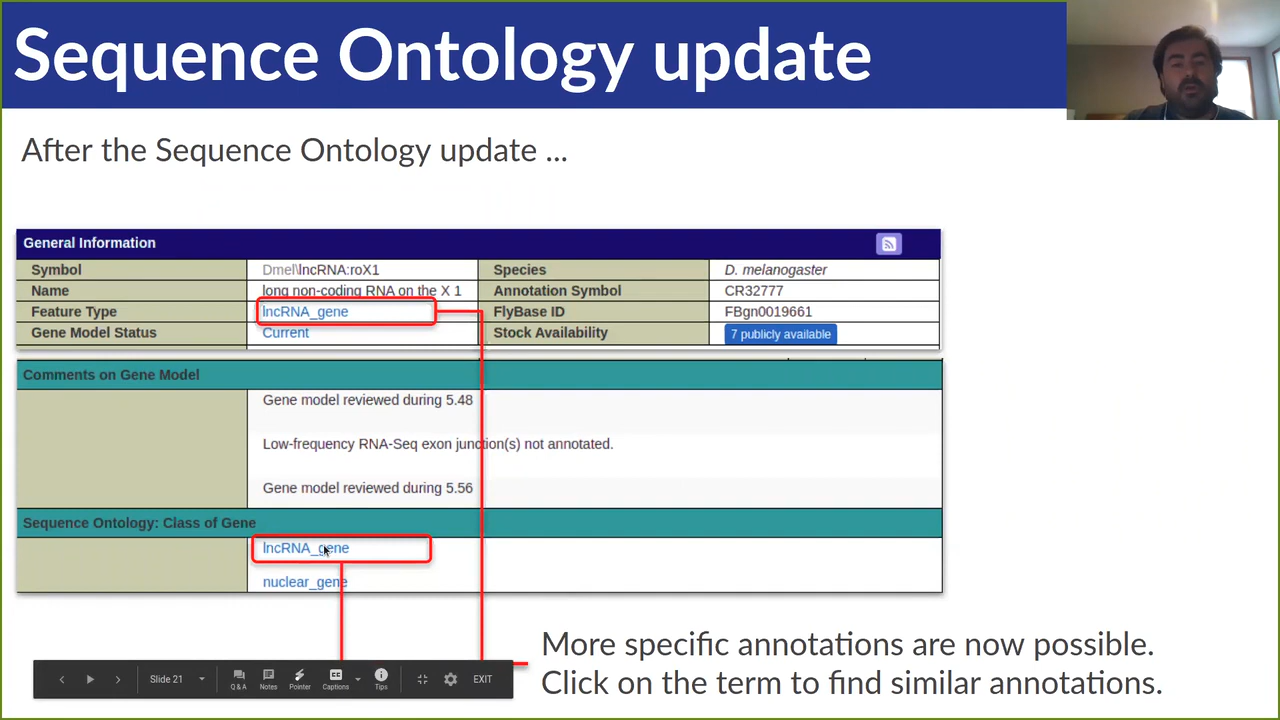 Sequence Ontology update
After the Sequence Ontology update ...
General Information
Symbol Dmel\lncRNA:roX1 Species D. melanogaster
Name long non-coding RNA on the X 1 Annotation Symbol CR32777
Feature Type lncRNA_gene FlyBase ID FBgn0019661
Gene Model Status Current Stock Availability 7 publicly available
Comments on Gene Model
Gene model reviewed during 5.48
Low-frequency RNA-Seq exon junction(s) not annotated.
Gene model reviewed during 5.56
Sequence Ontology: Class of Gene
lncRNA_gene
nuclear_gene
More specific annotations are now possible.
Click on the term to find similar annotations.
Slide 21 Q & A Notes Pointer Captions Tips EXIT